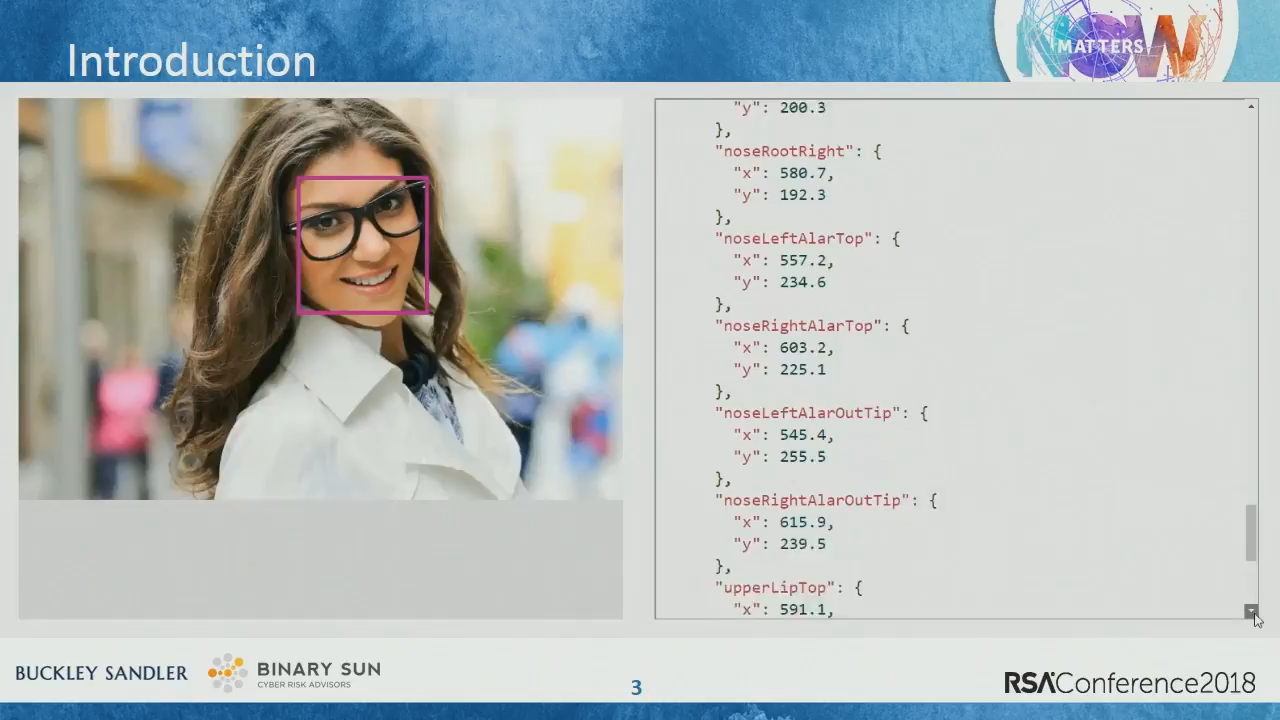 Introduction
NOW
MATTERS
"y": 200.3
},
"noseRootRight": {
"x": 580.7,
"y": 192.3
},
"noseLeftAlarTop": {
"x": 557.2,
"y": 234.6
},
"noseRightAlarTop": {
"x": 603.2,
"y": 225.1
},
"noseLeftAlarOutTip": {
"x": 545.4,
"y": 255.5
},
"noseRightAlarOutTip": {
"x": 615.9,
"y": 239.5
},
"upperLipTop": {
"x": 591.1,
BUCKLEY SANDLER
BINARY SUN
CYBER RISK ADVISORS
3
RSAConference2018